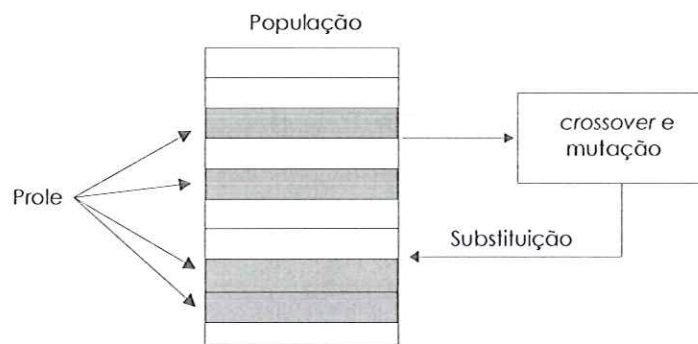 População
crossover e
mutação
Prole
Substituição